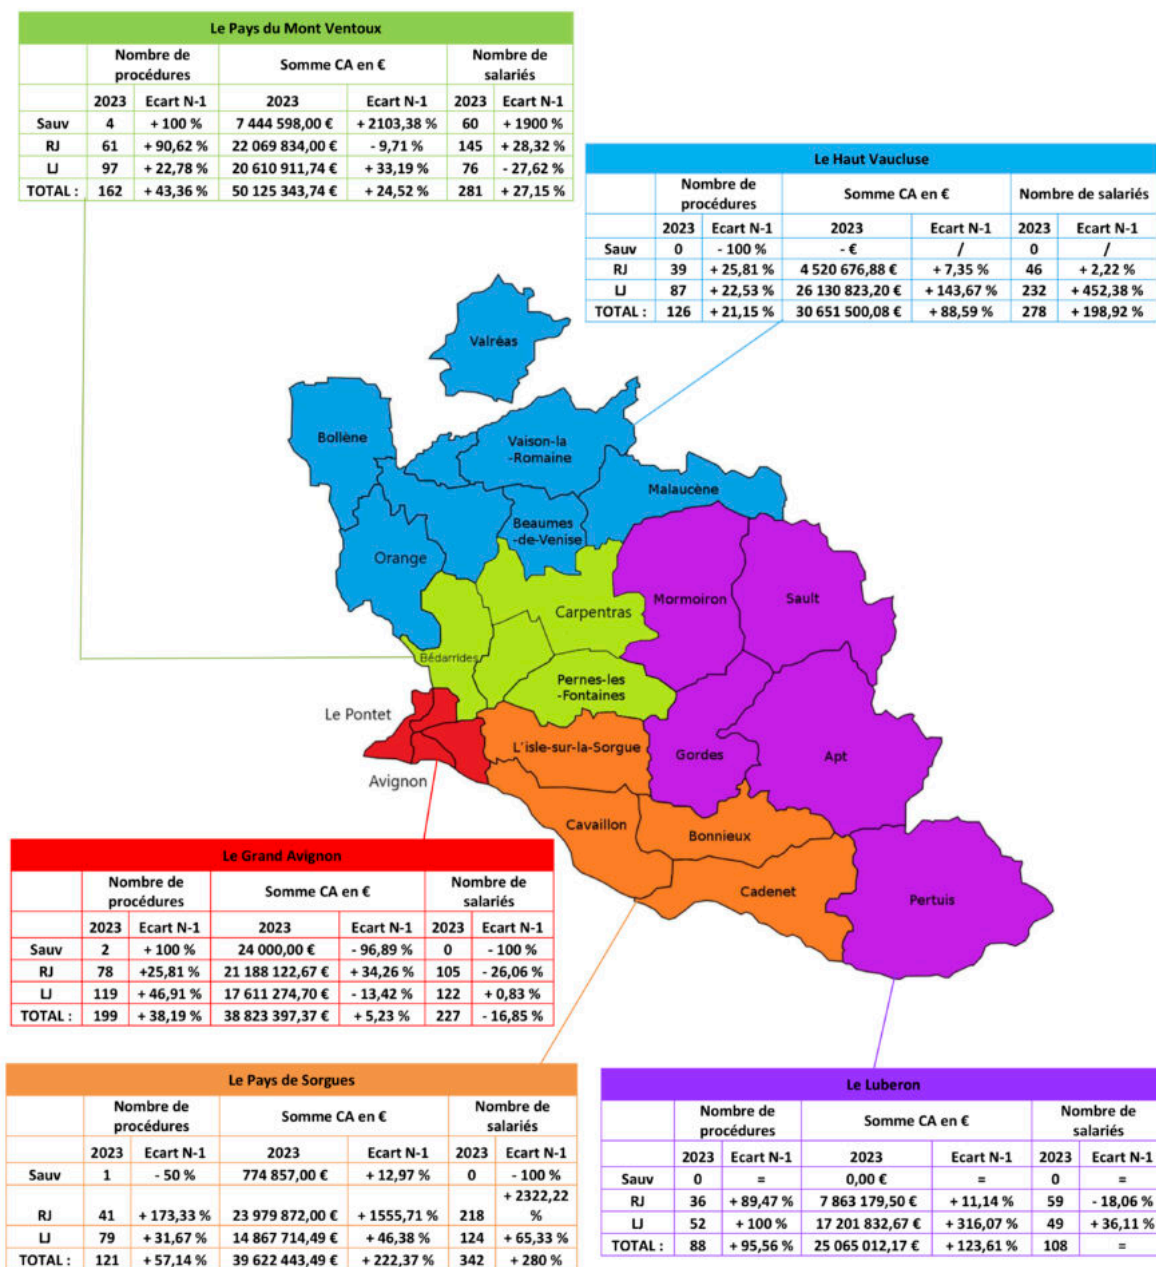 Le Pays du Mont Ventoux
Nombre de procédures Somme CA en € Nombre de salariés
2023 Ecart N-1 2023 Ecart N-1 2023 Ecart N-1
Sauv 4 + 100 % 7 444 598,00 € + 2103,38 % 60 + 1900 %
RJ 61 + 90,62 % 22 069 834,00 € - 9,71 % 145 + 28,32 %
LJ 97 + 22,78 % 20 610 911,74 € + 33,19 % 76 - 27,62 %
TOTAL : 162 + 43,36 % 50 125 343,74 € + 24,52 % 281 + 27,15 %
Le Haut Vaucluse
Nombre de procédures Somme CA en € Nombre de salariés
2023 Ecart N-1 2023 Ecart N-1 2023 Ecart N-1
Sauv 0 - 100 % - € / 0 /
RJ 39 + 25,81 % 4 520 676,88 € + 7,35 % 46 + 2,22 %
LJ 87 + 22,53 % 26 130 823,20 € + 143,67 % 232 + 452,38 %
TOTAL : 126 + 21,15 % 30 651 500,08 € + 88,59 % 278 + 198,92 %
Valréas
Bollène
Vaison-la
-Romaine
Malaucène
Beaumes
-de-Venise
Orange
Mormoiron
Sault
Carpentras
Bédarrides
Pernes-les
-Fontaines
Le Pontet
L'isle-sur-la-Sorgue
Gordes
Apt
Avignon
Cavaillon
Bonnieux
Cadenet
Pertuis
Le Grand Avignon
Nombre de procédures Somme CA en € Nombre de salariés
2023 Ecart N-1 2023 Ecart N-1 2023 Ecart N-1
Sauv 2 + 100 % 24 000,00 € - 96,89 % 0 - 100 %
RJ 78 +25,81 % 21 188 122,67 € + 34,26 % 105 - 26,06 %
LJ 119 + 46,91 % 17 611 274,70 € - 13,42 % 122 + 0,83 %
TOTAL : 199 + 38,19 % 38 823 397,37 € + 5,23 % 227 - 16,85 %
Le Pays de Sorgues
Nombre de procédures Somme CA en € Nombre de salariés
2023 Ecart N-1 2023 Ecart N-1 2023 Ecart N-1
Sauv 1 - 50 % 774 857,00 € + 12,97 % 0 - 100 %
RJ 41 + 173,33 % 23 979 872,00 € + 1555,71 % 218 + 2322,22 %
LJ 79 + 31,67 % 14 867 714,49 € + 46,38 % 124 + 65,33 %
TOTAL : 121 + 57,14 % 39 622 443,49 € + 222,37 % 342 + 280 %
Le Luberon
Nombre de procédures Somme CA en € Nombre de salariés
2023 Ecart N-1 2023 Ecart N-1 2023 Ecart N-1
Sauv 0 = 0,00 € = 0 =
RJ 36 + 89,47 % 7 863 179,50 € + 11,14 % 59 - 18,06 %
LJ 52 + 100 % 17 201 832,67 € + 316,07 % 49 + 36,11 %
TOTAL : 88 + 95,56 % 25 065 012,17 € + 123,61 % 108 =